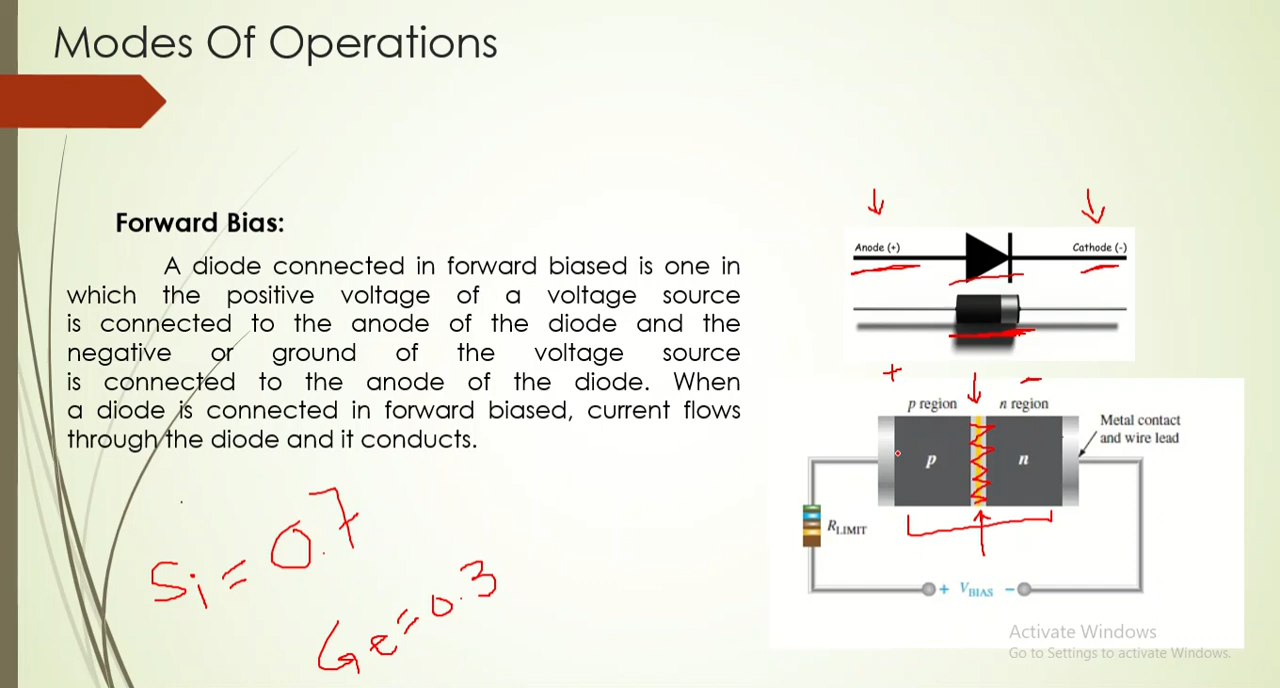 Modes Of Operations
Forward Bias:
A diode connected in forward biased is one in
which the positive voltage of a voltage source
is connected to the anode of the diode and the
negative or ground of the voltage source
is connected to the anode of the diode. When
a diode is connected in forward biased, current flows
through the diode and it conducts.
Si = 0.7
Ge = 0.3
Anode (+)
Cathode (-)
+
-
p region
n region
Metal contact
and wire lead
p
n
RLIMIT
+ VBIAS -
Activate Windows
Go to Settings to activate Windows.